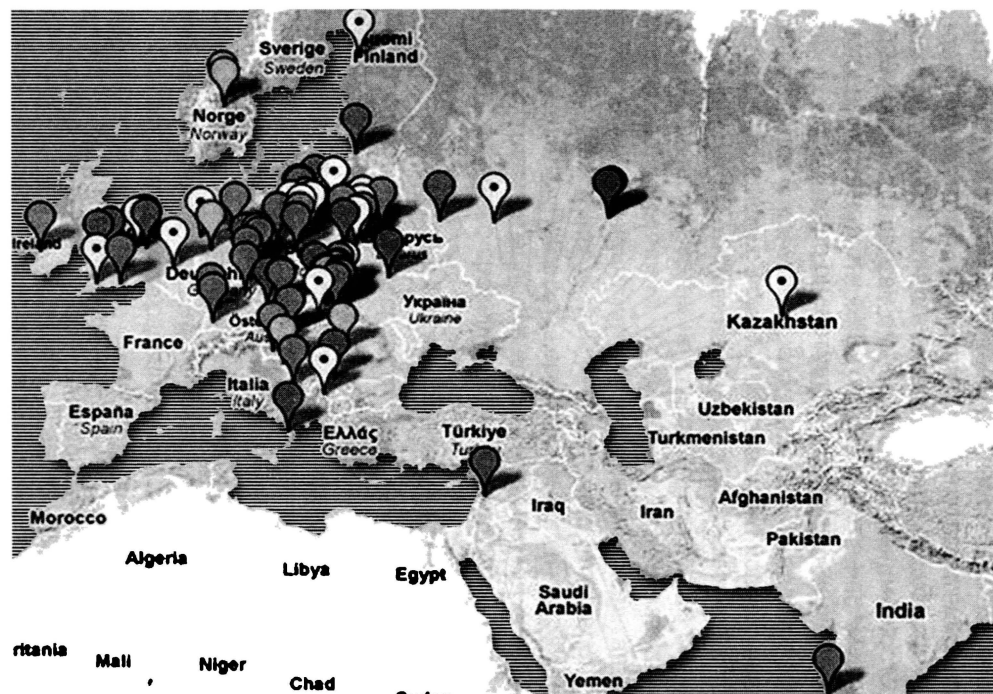 Sverige
Sweden
Finland
Norge
Norway
Ireland
Україна
Ukraine
France
Kazakhstan
Italia
Italy
Uzbekistan
España
Spain
Ελλάς
Greece
Türkiye
Turkmenistan
Morocco
Iraq
Iran
Afghanistan
Pakistan
Algeria
Libya
Egypt
Saudi
Arabia
India
ritania
Mali
Niger
Chad
Yemen